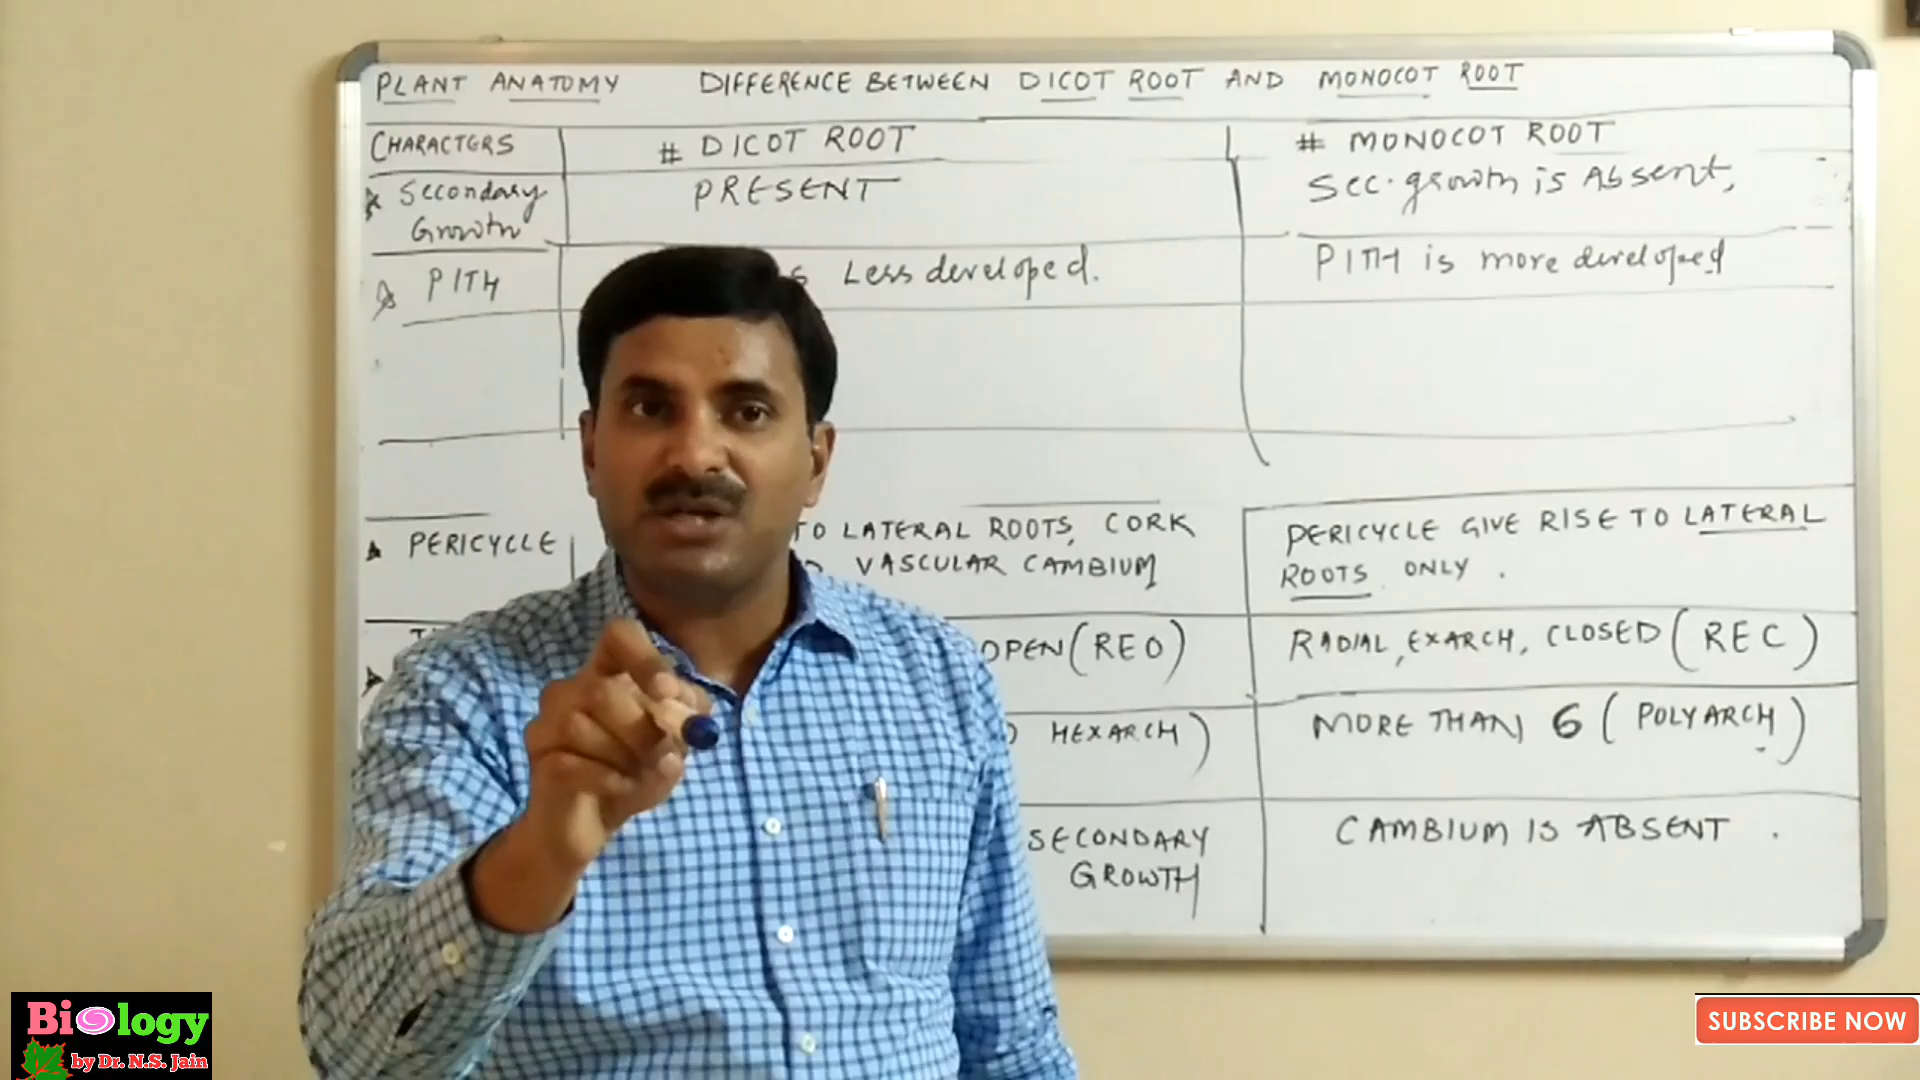 PLANT ANATOMY DIFFERENCE BETWEEN DICOT ROOT AND MONOCOT ROOT
CHARACTERS # DICOT ROOT # MONOCOT ROOT
Secondary PRESENT Sec. growth is Absent,
Growth
PITH Less developed. PITH is more developed
PERICYCLE TO LATERAL ROOTS, CORK PERICYCLE GIVE RISE TO LATERAL
VASCULAR CAMBIUM ROOTS ONLY.
OPEN (REO) RADIAL, EXARCH, CLOSED (REC)
HEXARCH) MORE THAN 6 (POLYARCH)
SECONDARY CAMBIUM IS ABSENT.
GROWTH
Biology
by Dr. N.S. Jain
SUBSCRIBE NOW